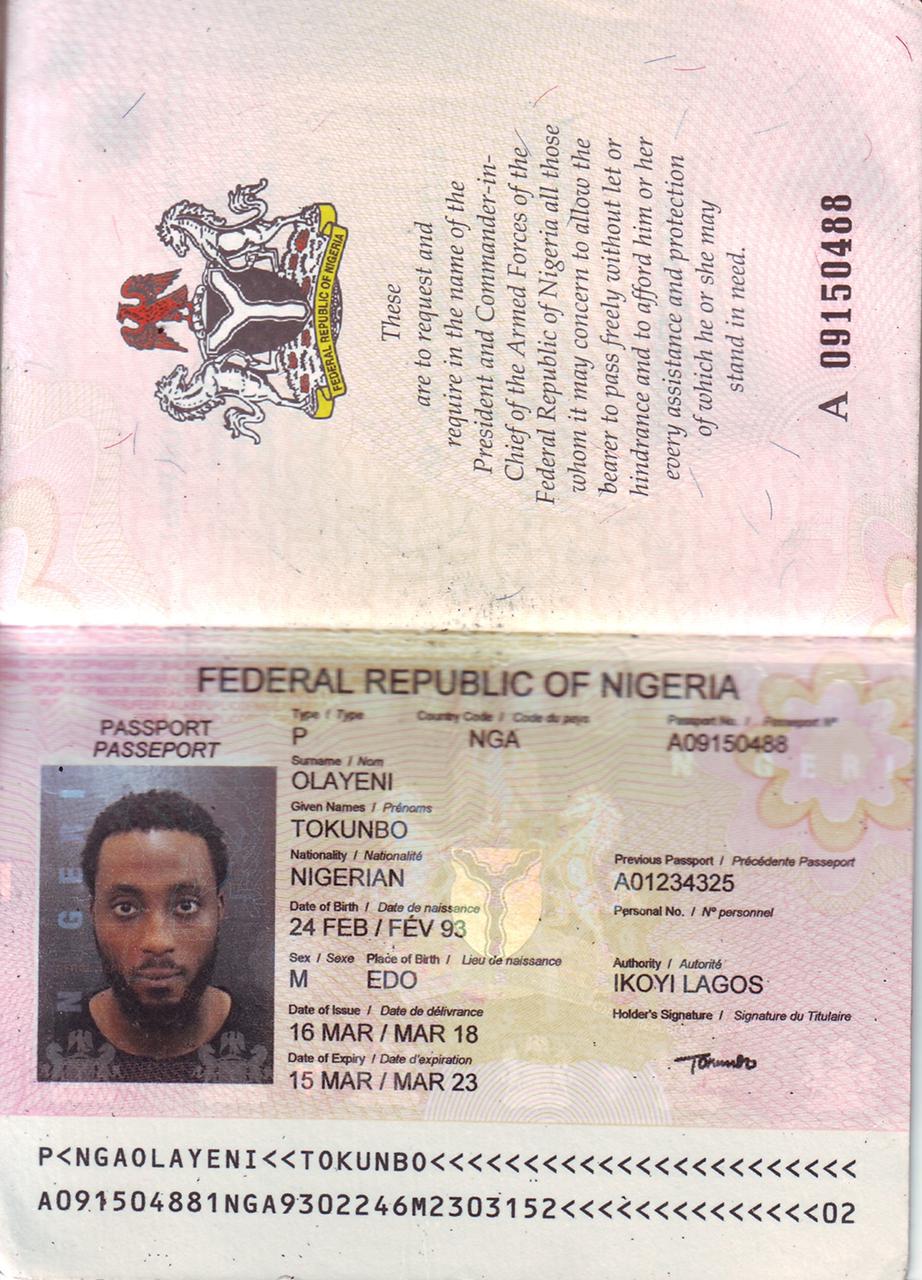 FEDERAL REPUBLIC OF NIGERIA
These
are to request and
require in the name of the
President and Commander-in-
Chief of the Armed Forces of the
Federal Republic of Nigeria all those
whom it may concern to allow the
bearer to pass freely without let or
hindrance and to afford him or her
every assistance and protection
of which he or she may
stand in need.
A 09150488
FEDERAL REPUBLIC OF NIGERIA
PASSPORT
PASSEPORT
Type / Type Country Code / Code du pays Passport No. / Passeport N°
P NGA A09150488
Surname / Nom
OLAYENI
Given Names / Prénoms
TOKUNBO
Nationality / Nationalité
NIGERIAN
Previous Passport / Précédente Passeport
A01234325
Date of Birth / Date de naissance
24 FEB / FÉV 93
Personal No. / N° personnel
Sex / Sexe Place of Birth / Lieu de naissance
M EDO
Authority / Autorité
IKOYI LAGOS
Date of Issue / Date de délivrance
16 MAR / MAR 18
Holder's Signature / Signature du Titulaire
Tokunbo
Date of Expiry / Date d'expiration
15 MAR / MAR 23
P<NGAOLAYENI<<TOKUNBO<<<<<<<<<<<<<<<<<<<<<<<
A091504881NGA9302246M2303152<<<<<<<<<<<<<<02